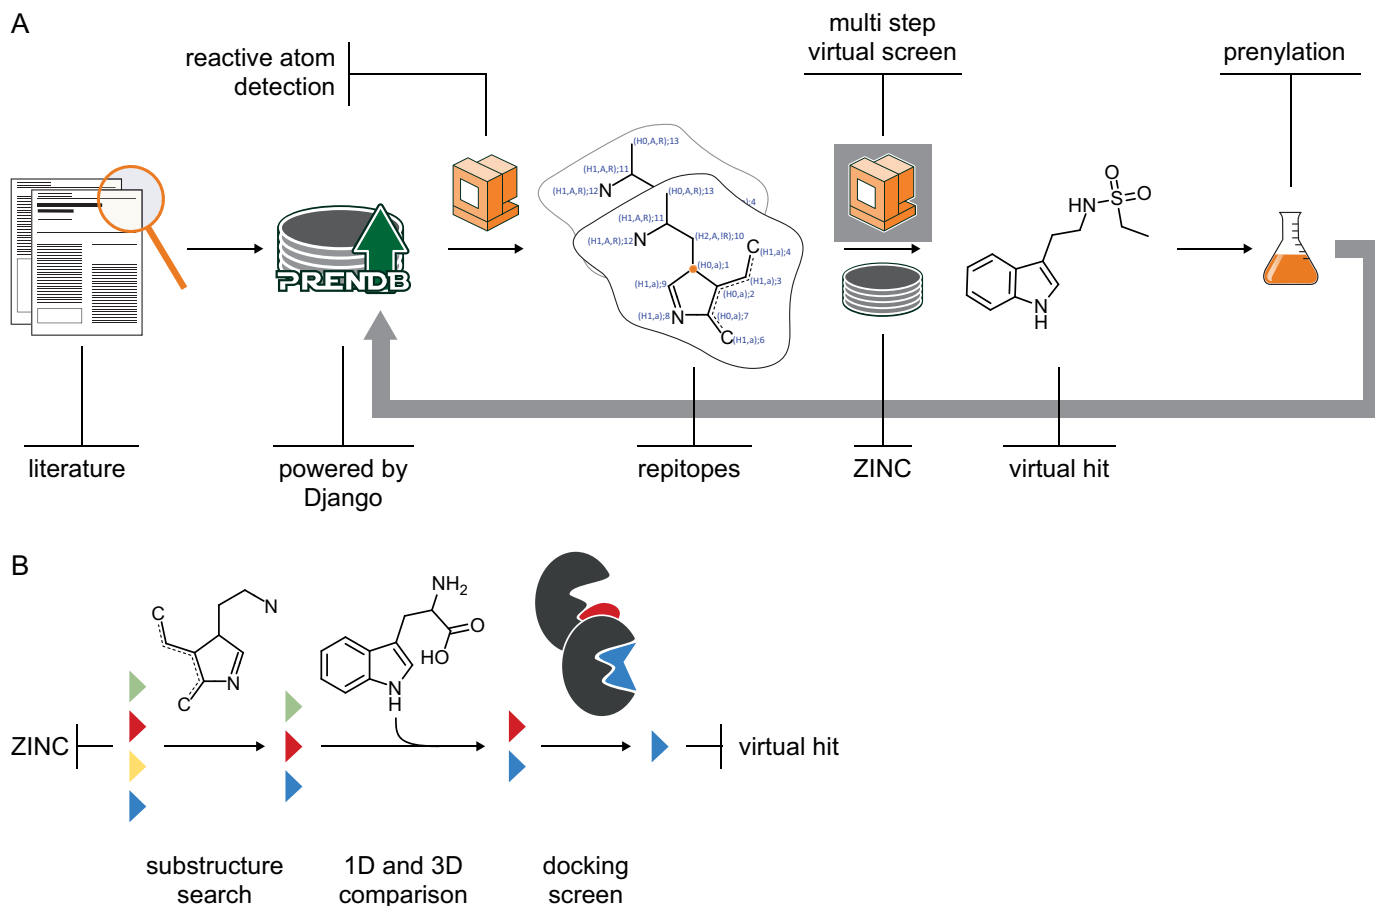 A
reactive atom
detection
multi step
virtual screen
prenylation
PRENDB
(H0,A,R);13
(H1,A,R);11
(H1,A,R);12
N
);4
(H0,A,R);13
(H1,A,R);11
(H1,A,R);12
N
(H2,A,!R);10
C
(H1,a);4
(H0,a);1
(H1,a);9
(H1,a);3
(H0,a);2
(H1,a);8
N
(H0,a);7
C
(H1,a);6
O
HN
S
O
N
H
literature
powered by
Django
repitopes
ZINC
virtual hit
B
C
N
N
C
NH2
O
HO
N
H
ZINC
virtual hit
substructure
search
1D and 3D
comparison
docking
screen